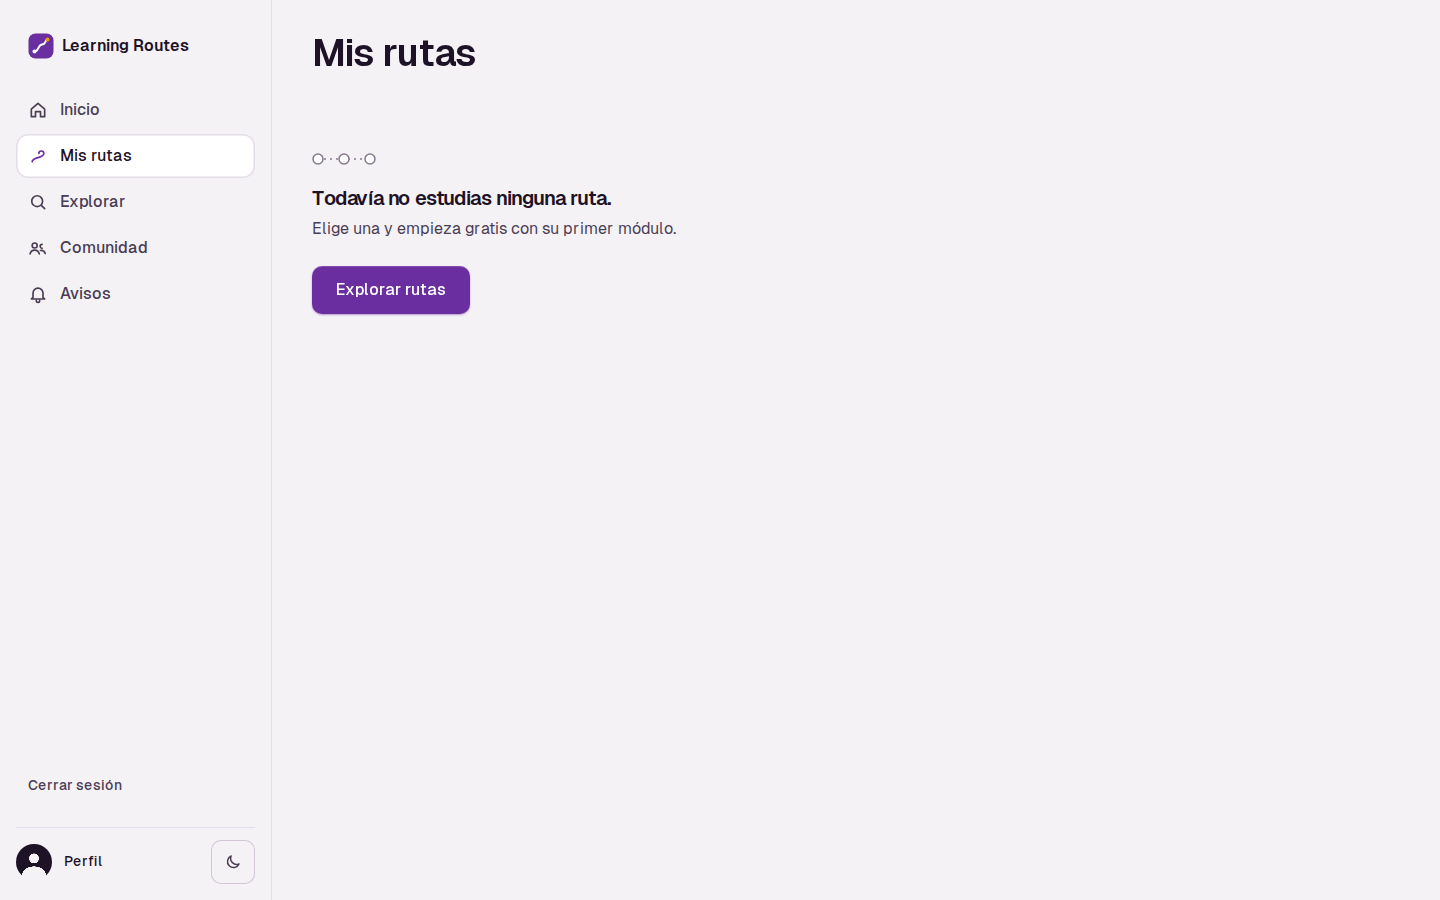 Learning Routes
Inicio
Mis rutas
Explorar
Comunidad
Avisos
Cerrar sesión
Perfil
Mis rutas
Todavía no estudias ninguna ruta.
Elige una y empieza gratis con su primer módulo.
Explorar rutas